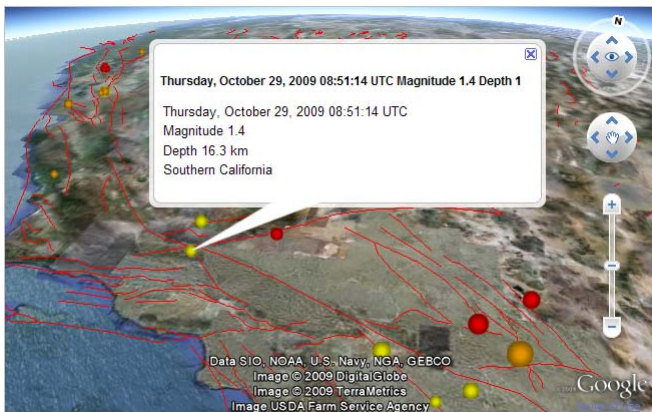 N
Thursday, October 29, 2009 08:51:14 UTC Magnitude 1.4 Depth 1
Thursday, October 29, 2009 08:51:14 UTC
Magnitude 1.4
Depth 16.3 km
Southern California
Data SIO, NOAA, U.S. Navy, NGA, GEBCO
Image © 2009 DigitalGlobe
Image © 2009 TerraMetrics
Image USDA Farm Service Agency
Google